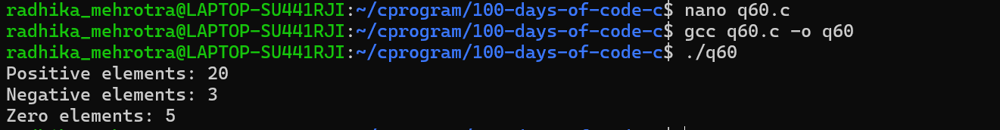 radhika_mehrotra@LAPTOP-SU441RJI:~/cprogram/100-days-of-code-c$ nano q60.c
radhika_mehrotra@LAPTOP-SU441RJI:~/cprogram/100-days-of-code-c$ gcc q60.c -o q60
radhika_mehrotra@LAPTOP-SU441RJI:~/cprogram/100-days-of-code-c$ ./q60
Positive elements: 20
Negative elements: 3
Zero elements: 5